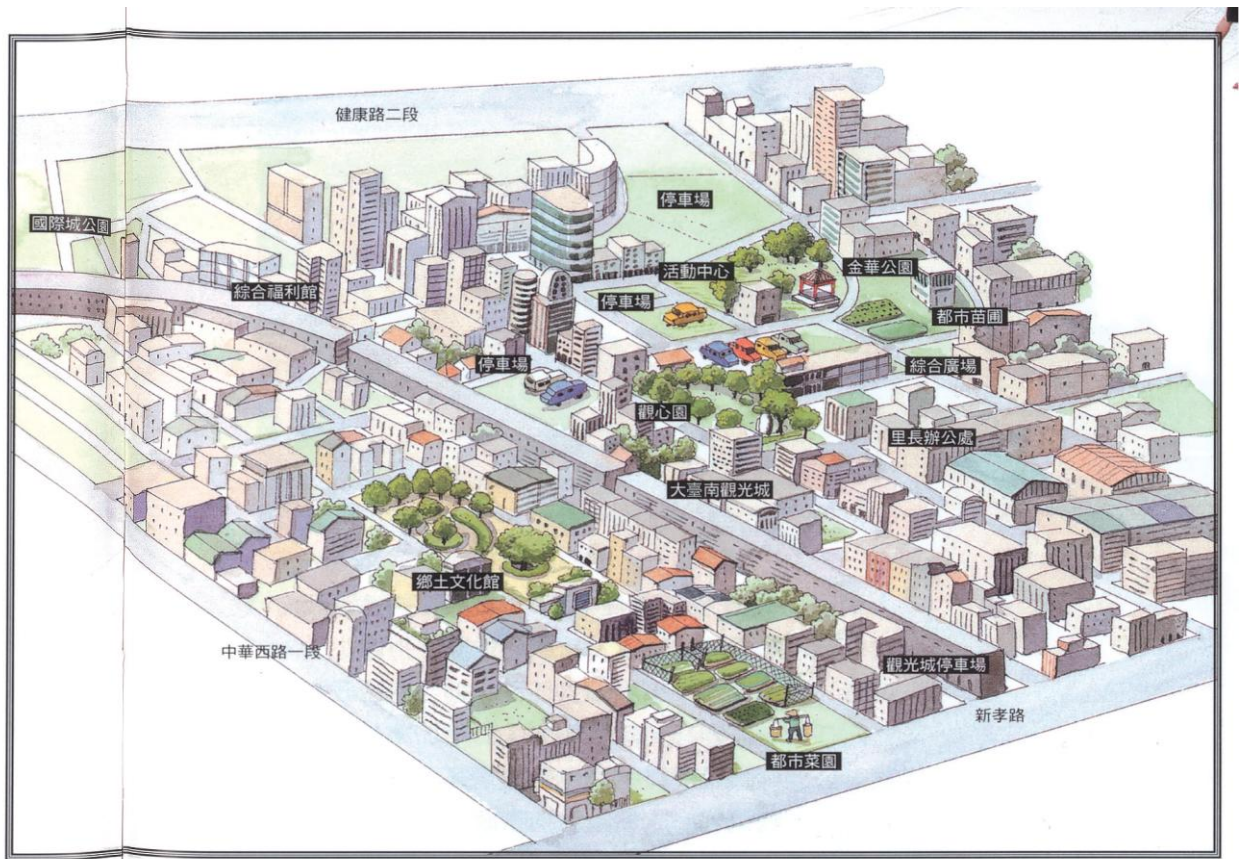 健康路二段
國際城公園
停車場
活動中心
金華公園
綜合福利館
停車場
都市苗圃
停車場
綜合廣場
觀心園
里長辦公處
大臺南觀光城
鄉土文化館
中華西路一段
觀光城停車場
新孝路
都市菜園